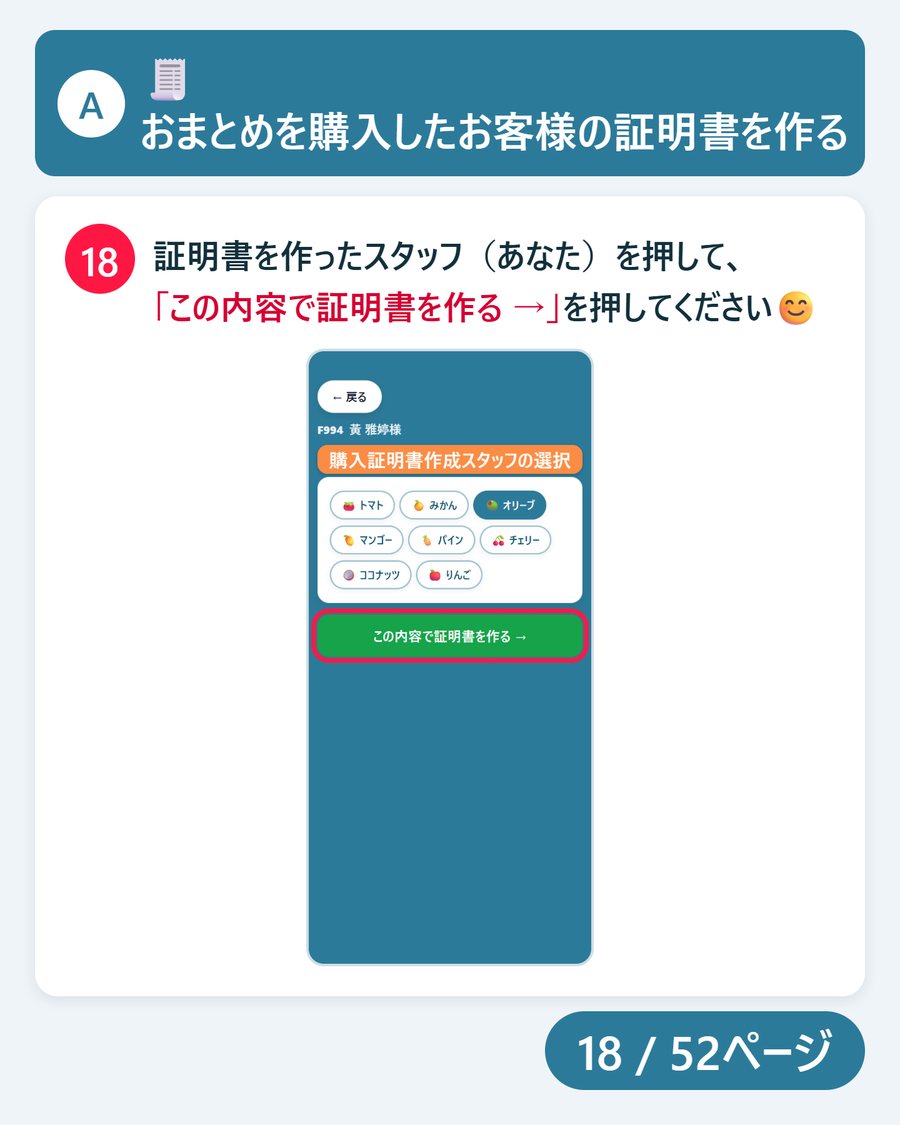 A
おまとめを購入したお客様の証明書を作る
18
証明書を作ったスタッフ（あなた）を押して、
「この内容で証明書を作る →」を押してください
← 戻る
F994 黃 雅婷様
購入証明書作成スタッフの選択
トマト みかん オリーブ
マンゴー パイン チェリー
ココナッツ りんご
この内容で証明書を作る →
18 / 52ページ